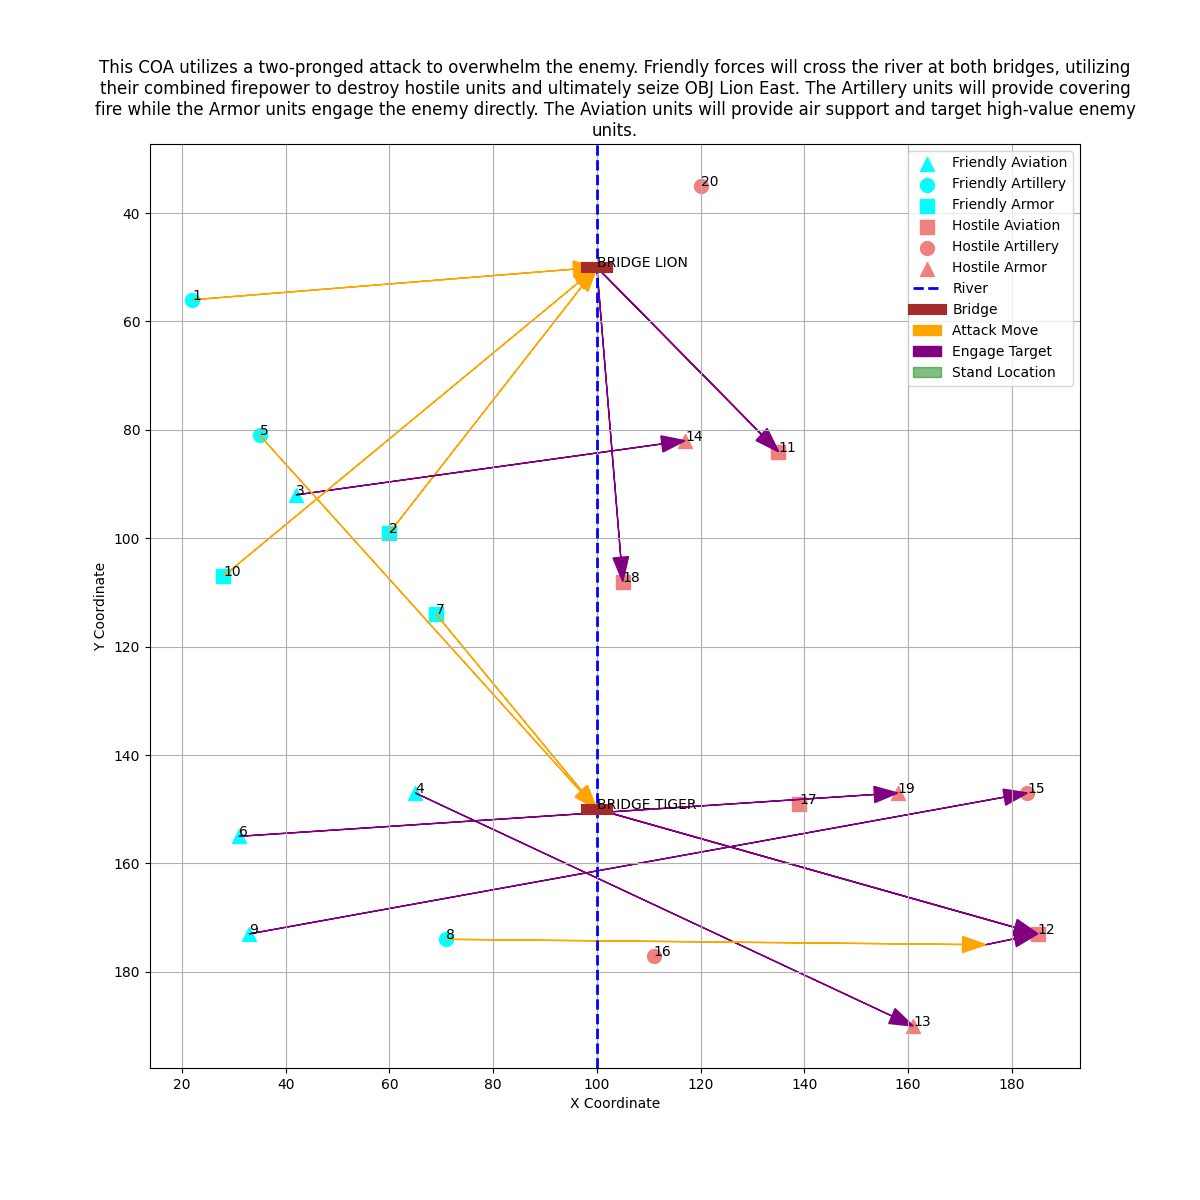 This COA utilizes a two-pronged attack to overwhelm the enemy. Friendly forces will cross the river at both bridges, utilizing
their combined firepower to destroy hostile units and ultimately seize OBJ Lion East. The Artillery units will provide covering
fire while the Armor units engage the enemy directly. The Aviation units will provide air support and target high-value enemy
units.
Friendly Aviation
Friendly Artillery
Friendly Armor
Hostile Aviation
Hostile Artillery
Hostile Armor
River
Bridge
Attack Move
Engage Target
Stand Location
20
BRIDGE LION
1
5
14
11
3
2
10
18
7
4
19
15
17
BRIDGE TIGER
6
9
8
12
16
13
40
60
80
100
120
140
160
180
Y Coordinate
20
40
60
80
100
120
140
160
180
X Coordinate